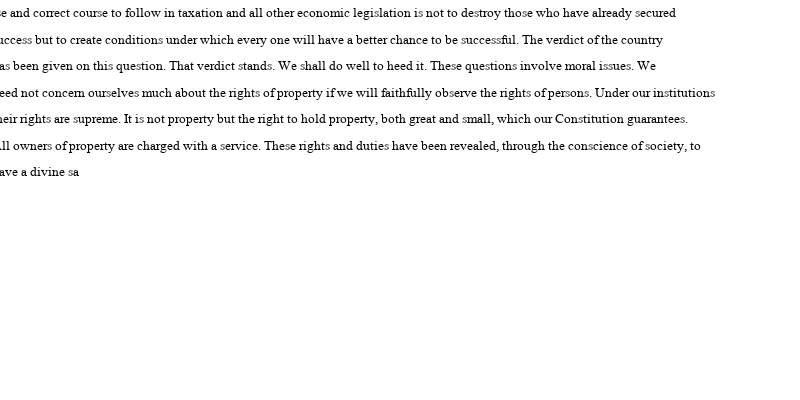 se and correct course to follow in taxation and all other economic legislation is not to destroy those who have already secured
uccess but to create conditions under which every one will have a better chance to be successful. The verdict of the country
as been given on this question. That verdict stands. We shall do well to heed it. These questions involve moral issues. We
eed not concern ourselves much about the rights of property if we will faithfully observe the rights of persons. Under our institutions
heir rights are supreme. It is not property but the right to hold property, both great and small, which our Constitution guarantees.
ll owners of property are charged with a service. These rights and duties have been revealed, through the conscience of society, to
ave a divine sa